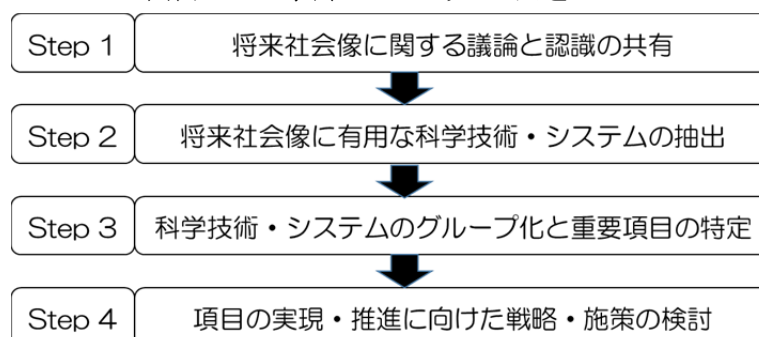 Step 1 将来社会像に関する議論と認識の共有
Step 2 将来社会像に有用な科学技術・システムの抽出
Step 3 科学技術・システムのグループ化と重要項目の特定
Step 4 項目の実現・推進に向けた戦略・施策の検討